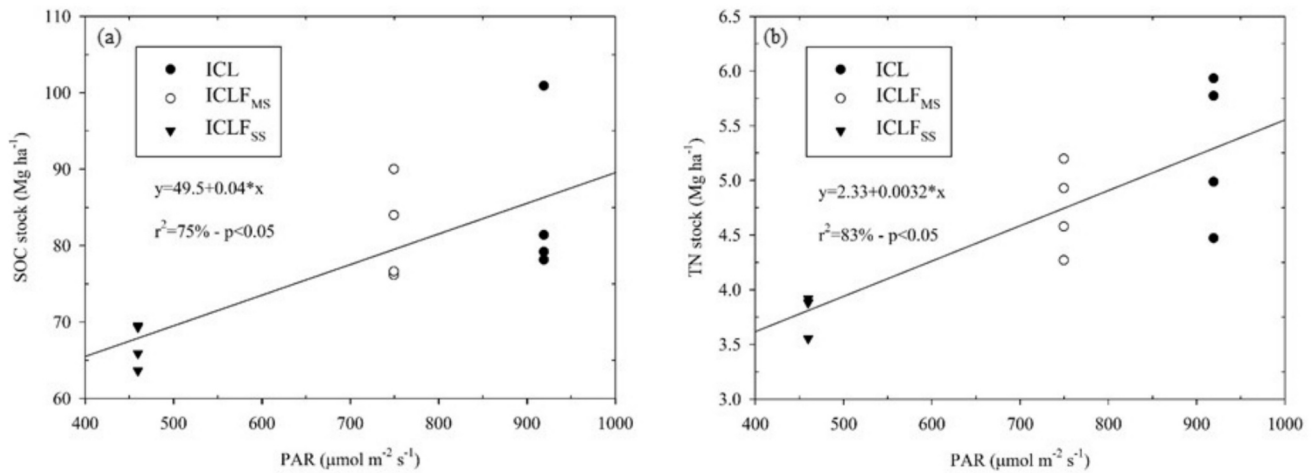 (a)
ICL
ICLF_MS
ICLF_SS
y=49.5+0.04*x
r²=75% - p<0.05
SOC stock (Mg ha⁻¹)
110
100
90
80
70
60
400 500 600 700 800 900 1000
PAR (µmol m⁻² s⁻¹)
(b)
ICL
ICLF_MS
ICLF_SS
y=2.33+0.0032*x
r²=83% - p<0.05
TN stock (Mg ha⁻¹)
6.5
6.0
5.5
5.0
4.5
4.0
3.5
3.0
400 500 600 700 800 900 1000
PAR (µmol m⁻² s⁻¹)